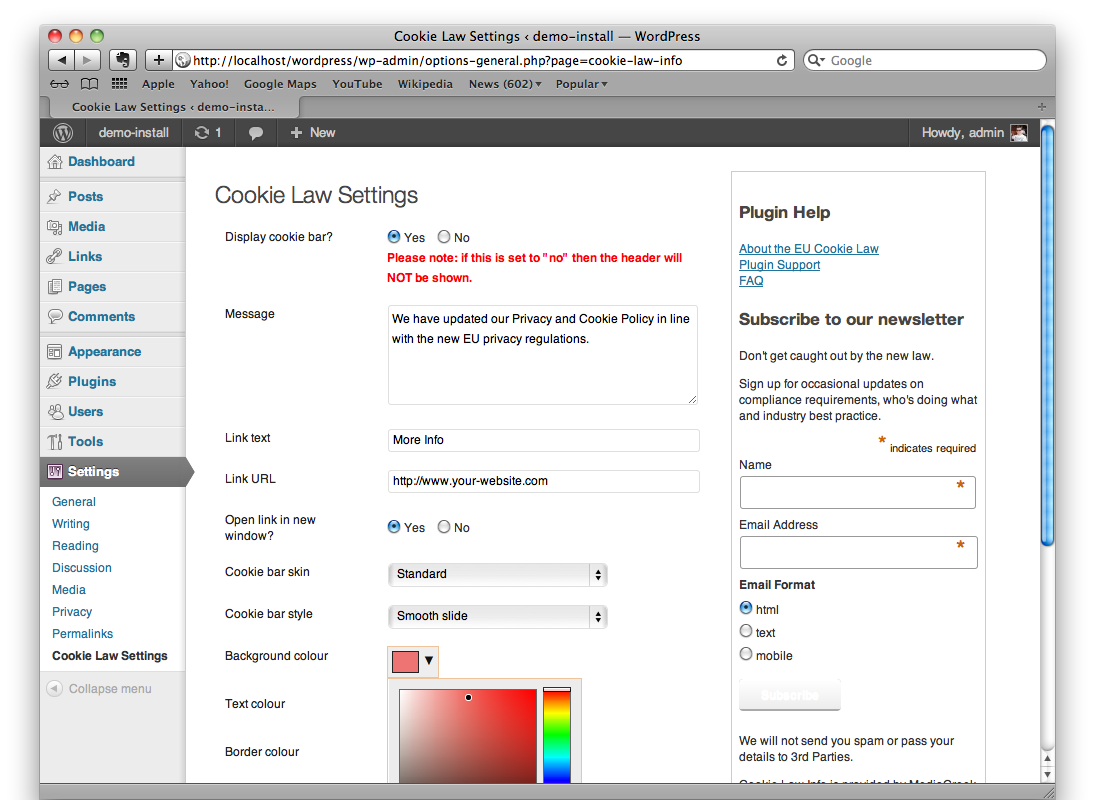 Cookie Law Settings ‹ demo-install — WordPress
http://localhost/wordpress/wp-admin/options-general.php?page=cookie-law-info
Google
Apple Yahoo! Google Maps YouTube Wikipedia News (602)▾ Popular▾
Cookie Law Settings ‹ demo-insta...
demo-install 1 + New Howdy, admin
Dashboard
Posts
Media
Links
Pages
Comments
Appearance
Plugins
Users
Tools
Settings
General
Writing
Reading
Discussion
Media
Privacy
Permalinks
Cookie Law Settings
Collapse menu
Cookie Law Settings
Display cookie bar?
Yes No
Please note: if this is set to "no" then the header will
NOT be shown.
Message
We have updated our Privacy and Cookie Policy in line
with the new EU privacy regulations.
Link text
More Info
Link URL
http://www.your-website.com
Open link in new
window?
Yes No
Cookie bar skin
Standard
Cookie bar style
Smooth slide
Background colour
Text colour
Border colour
Plugin Help
About the EU Cookie Law
Plugin Support
FAQ
Subscribe to our newsletter
Don't get caught out by the new law.
Sign up for occasional updates on
compliance requirements, who's doing what
and industry best practice.
* indicates required
Name
*
Email Address
*
Email Format
html
text
mobile
Subscribe
We will not send you spam or pass your
details to 3rd Parties.
Cookie Law Info is provided by MediaCreek